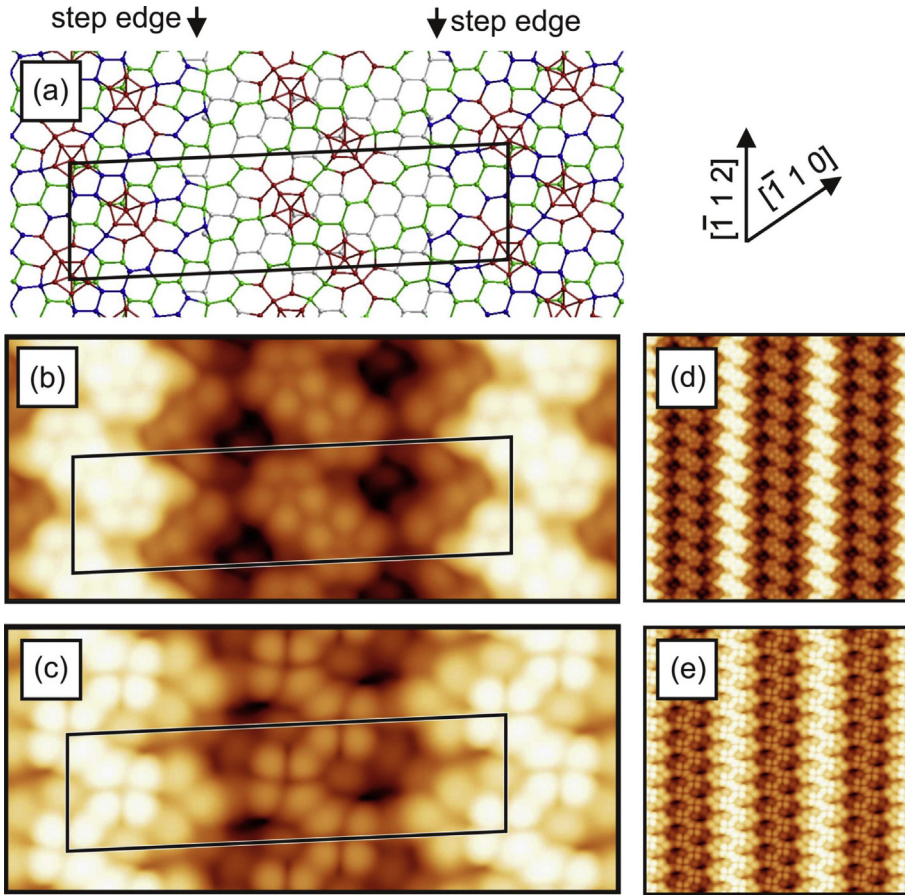 step edge step edge
(a)
[1̄ 1 2]
[1̄ 1 0]
(b)
(d)
(c)
(e)